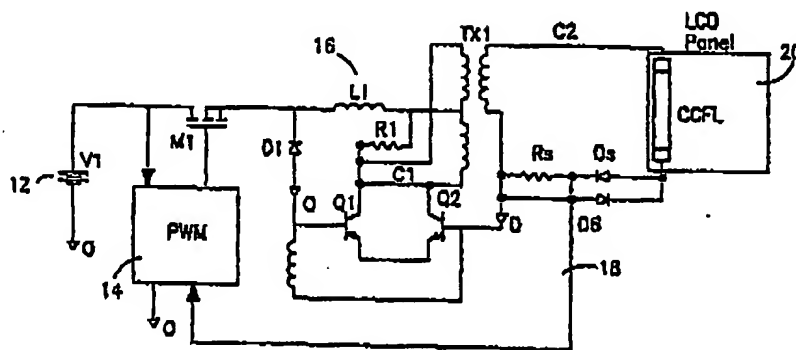 LCD
Panel
TX1
C2
20
16
L1
CCFL
M1
R1
V1
12
D1
Rs
Ds
C1
Q1
Q2
PWM
D6
14
18